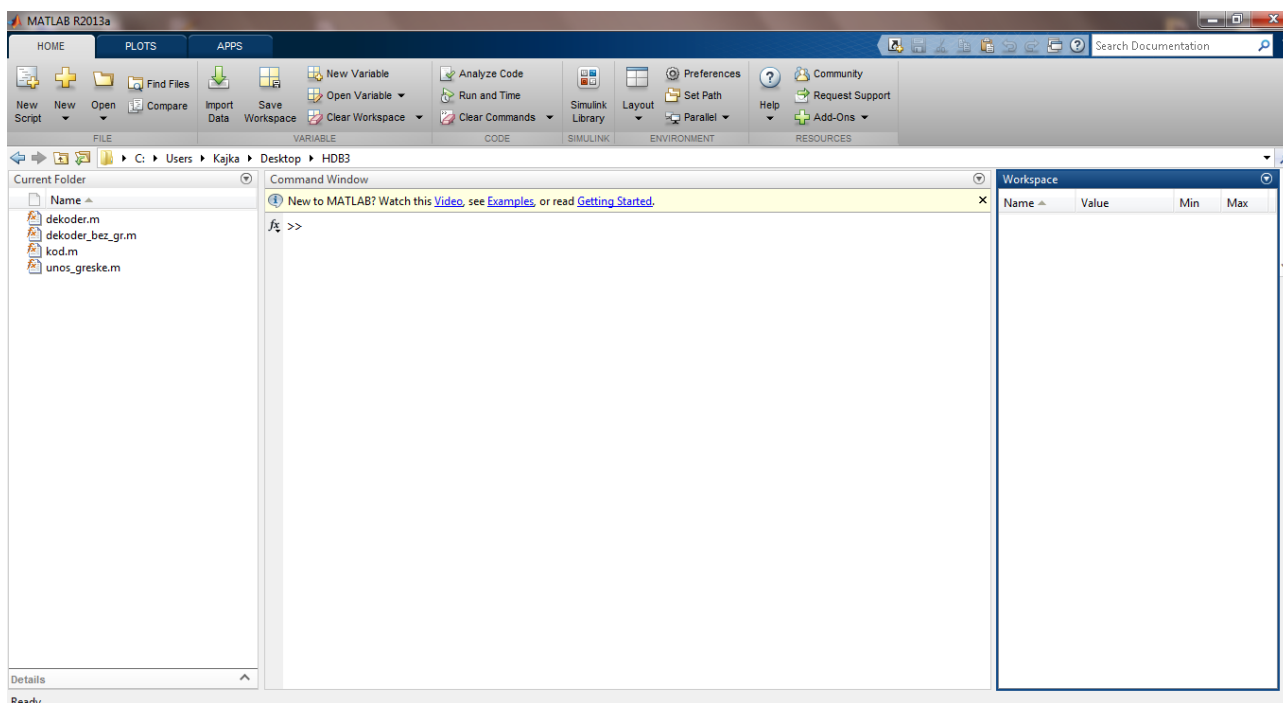 MATLAB R2013a
HOME PLOTS APPS Search Documentation
New Script New Open Find Files Compare Import Data Save Workspace New Variable Open Variable Clear Workspace Analyze Code Run and Time Clear Commands Simulink Library Layout Preferences Set Path Parallel Help Community Request Support Add-Ons
FILE VARIABLE CODE SIMULINK ENVIRONMENT RESOURCES
C: Users Kajka Desktop HDB3
Current Folder Command Window Workspace
Name New to MATLAB? Watch this Video, see Examples, or read Getting Started. Name Value Min Max
dekoder.m fx >>
dekoder_bez_gr.m
kod.m
unos_greske.m
Details
Ready